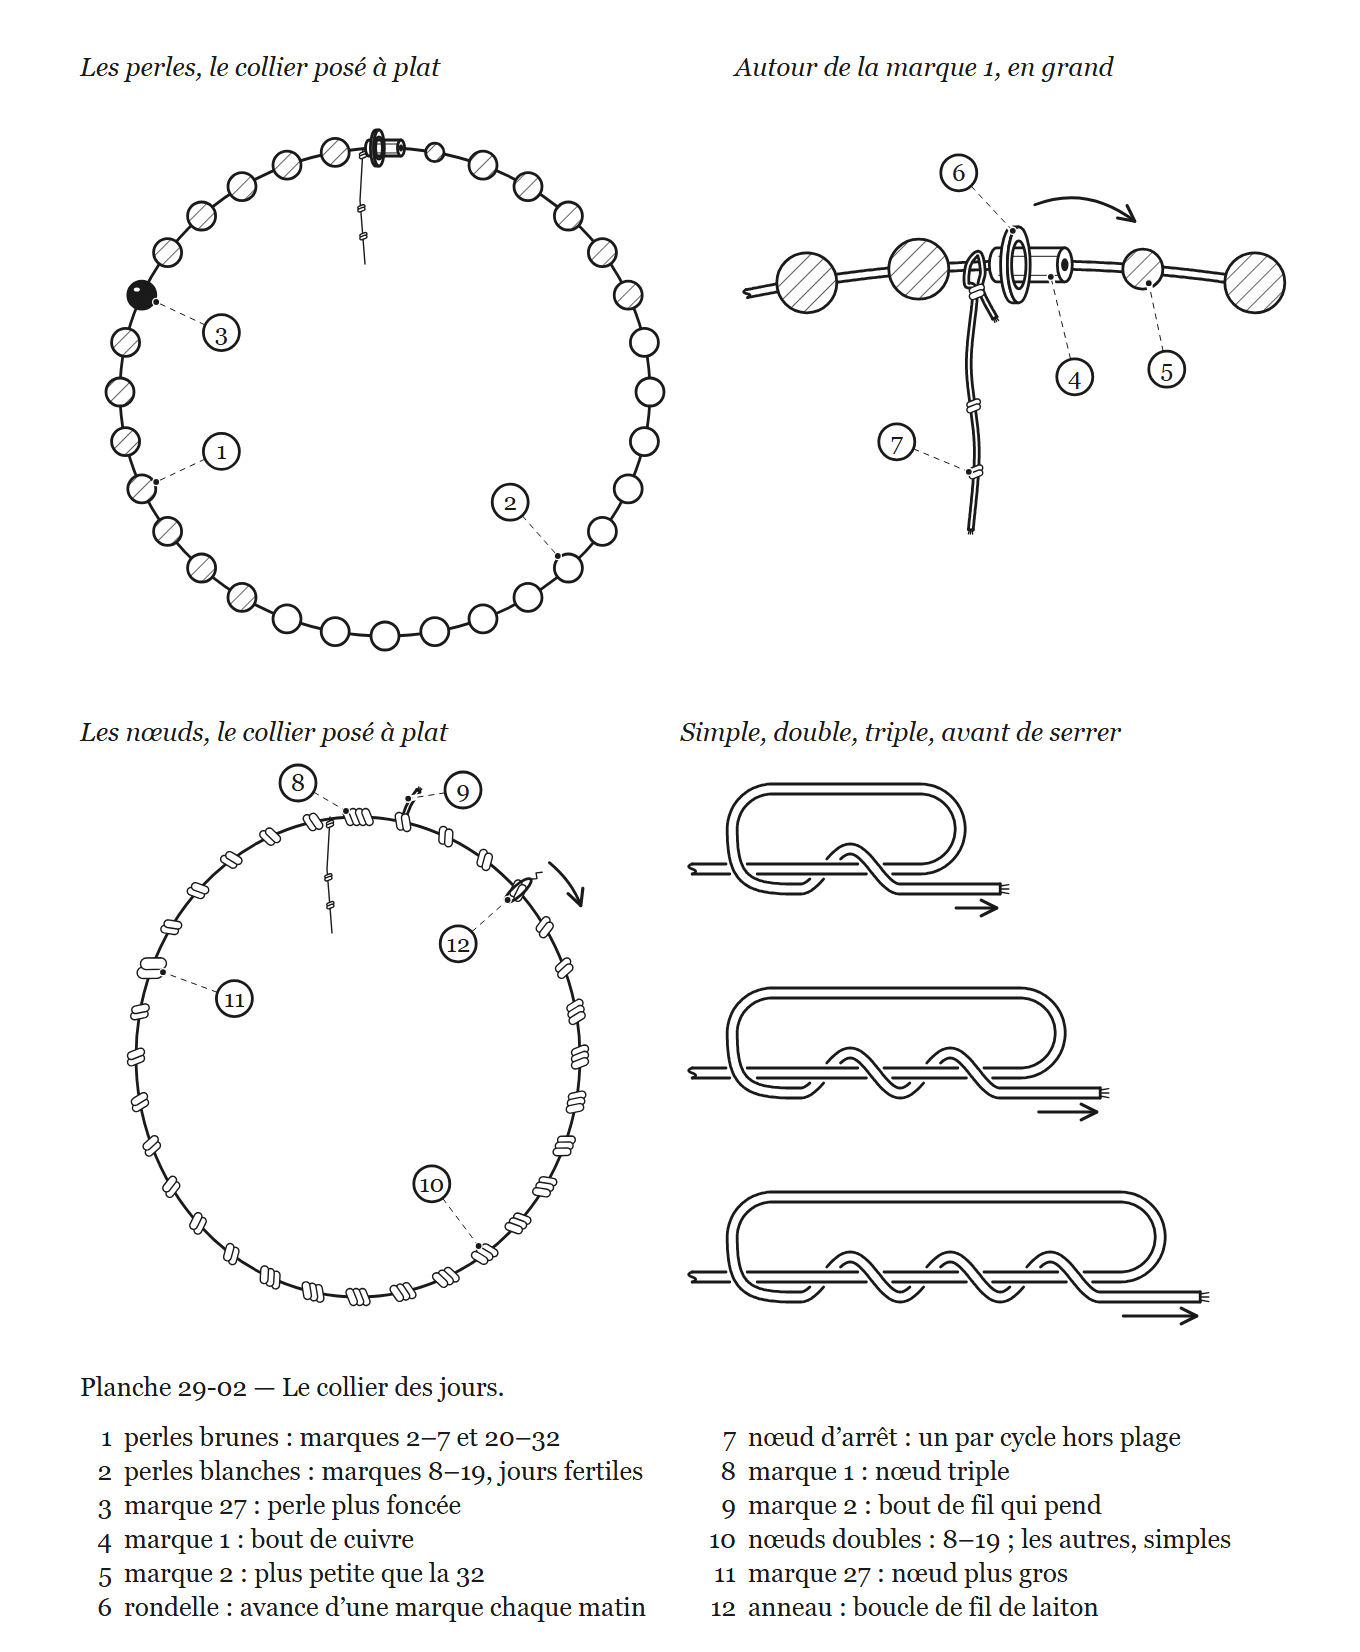 Les perles, le collier posé à plat
Autour de la marque 1, en grand
6
3
4
5
1
7
2
Les nœuds, le collier posé à plat
Simple, double, triple, avant de serrer
8
9
12
11
10
Planche 29-02 — Le collier des jours.
1 perles brunes : marques 2–7 et 20–32
2 perles blanches : marques 8–19, jours fertiles
3 marque 27 : perle plus foncée
4 marque 1 : bout de cuivre
5 marque 2 : plus petite que la 32
6 rondelle : avance d’une marque chaque matin
7 nœud d’arrêt : un par cycle hors plage
8 marque 1 : nœud triple
9 marque 2 : bout de fil qui pend
10 nœuds doubles : 8–19 ; les autres, simples
11 marque 27 : nœud plus gros
12 anneau : boucle de fil de laiton